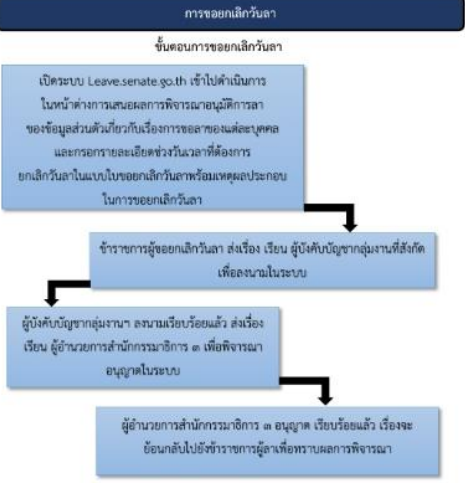 การขอยกเลิกวันลา
ขั้นตอนการขอยกเลิกวันลา
เปิดระบบ Leave.senate.go.th เข้าไปดำเนินการ
ในหน้าต่างการเสนอผลการพิจารณาอนุมัติการลา
ของข้อมูลส่วนตัวเกี่ยวกับเรื่องการขอลาของแต่ละบุคคล
และกรอกรายละเอียดช่วงวันเวลาที่ต้องการ
ยกเลิกวันลาในแบบใบขอยกเลิกวันลาพร้อมเหตุผลประกอบ
ในการขอยกเลิกวันลา
ข้าราชการผู้ขอยกเลิกวันลา ส่งเรื่อง เรียน ผู้บังคับบัญชากลุ่มงานที่สังกัด
เพื่อลงนามในระบบ
ผู้บังคับบัญชากลุ่มงานฯ ลงนามเรียบร้อยแล้ว ส่งเรื่อง
เรียน ผู้อำนวยการสำนักกรรมาธิการ ๓ เพื่อพิจารณา
อนุญาตในระบบ
ผู้อำนวยการสำนักกรรมาธิการ ๓ อนุญาต เรียบร้อยแล้ว เรื่องจะ
ย้อนกลับไปยังข้าราชการผู้ลาเพื่อทราบผลการพิจารณา